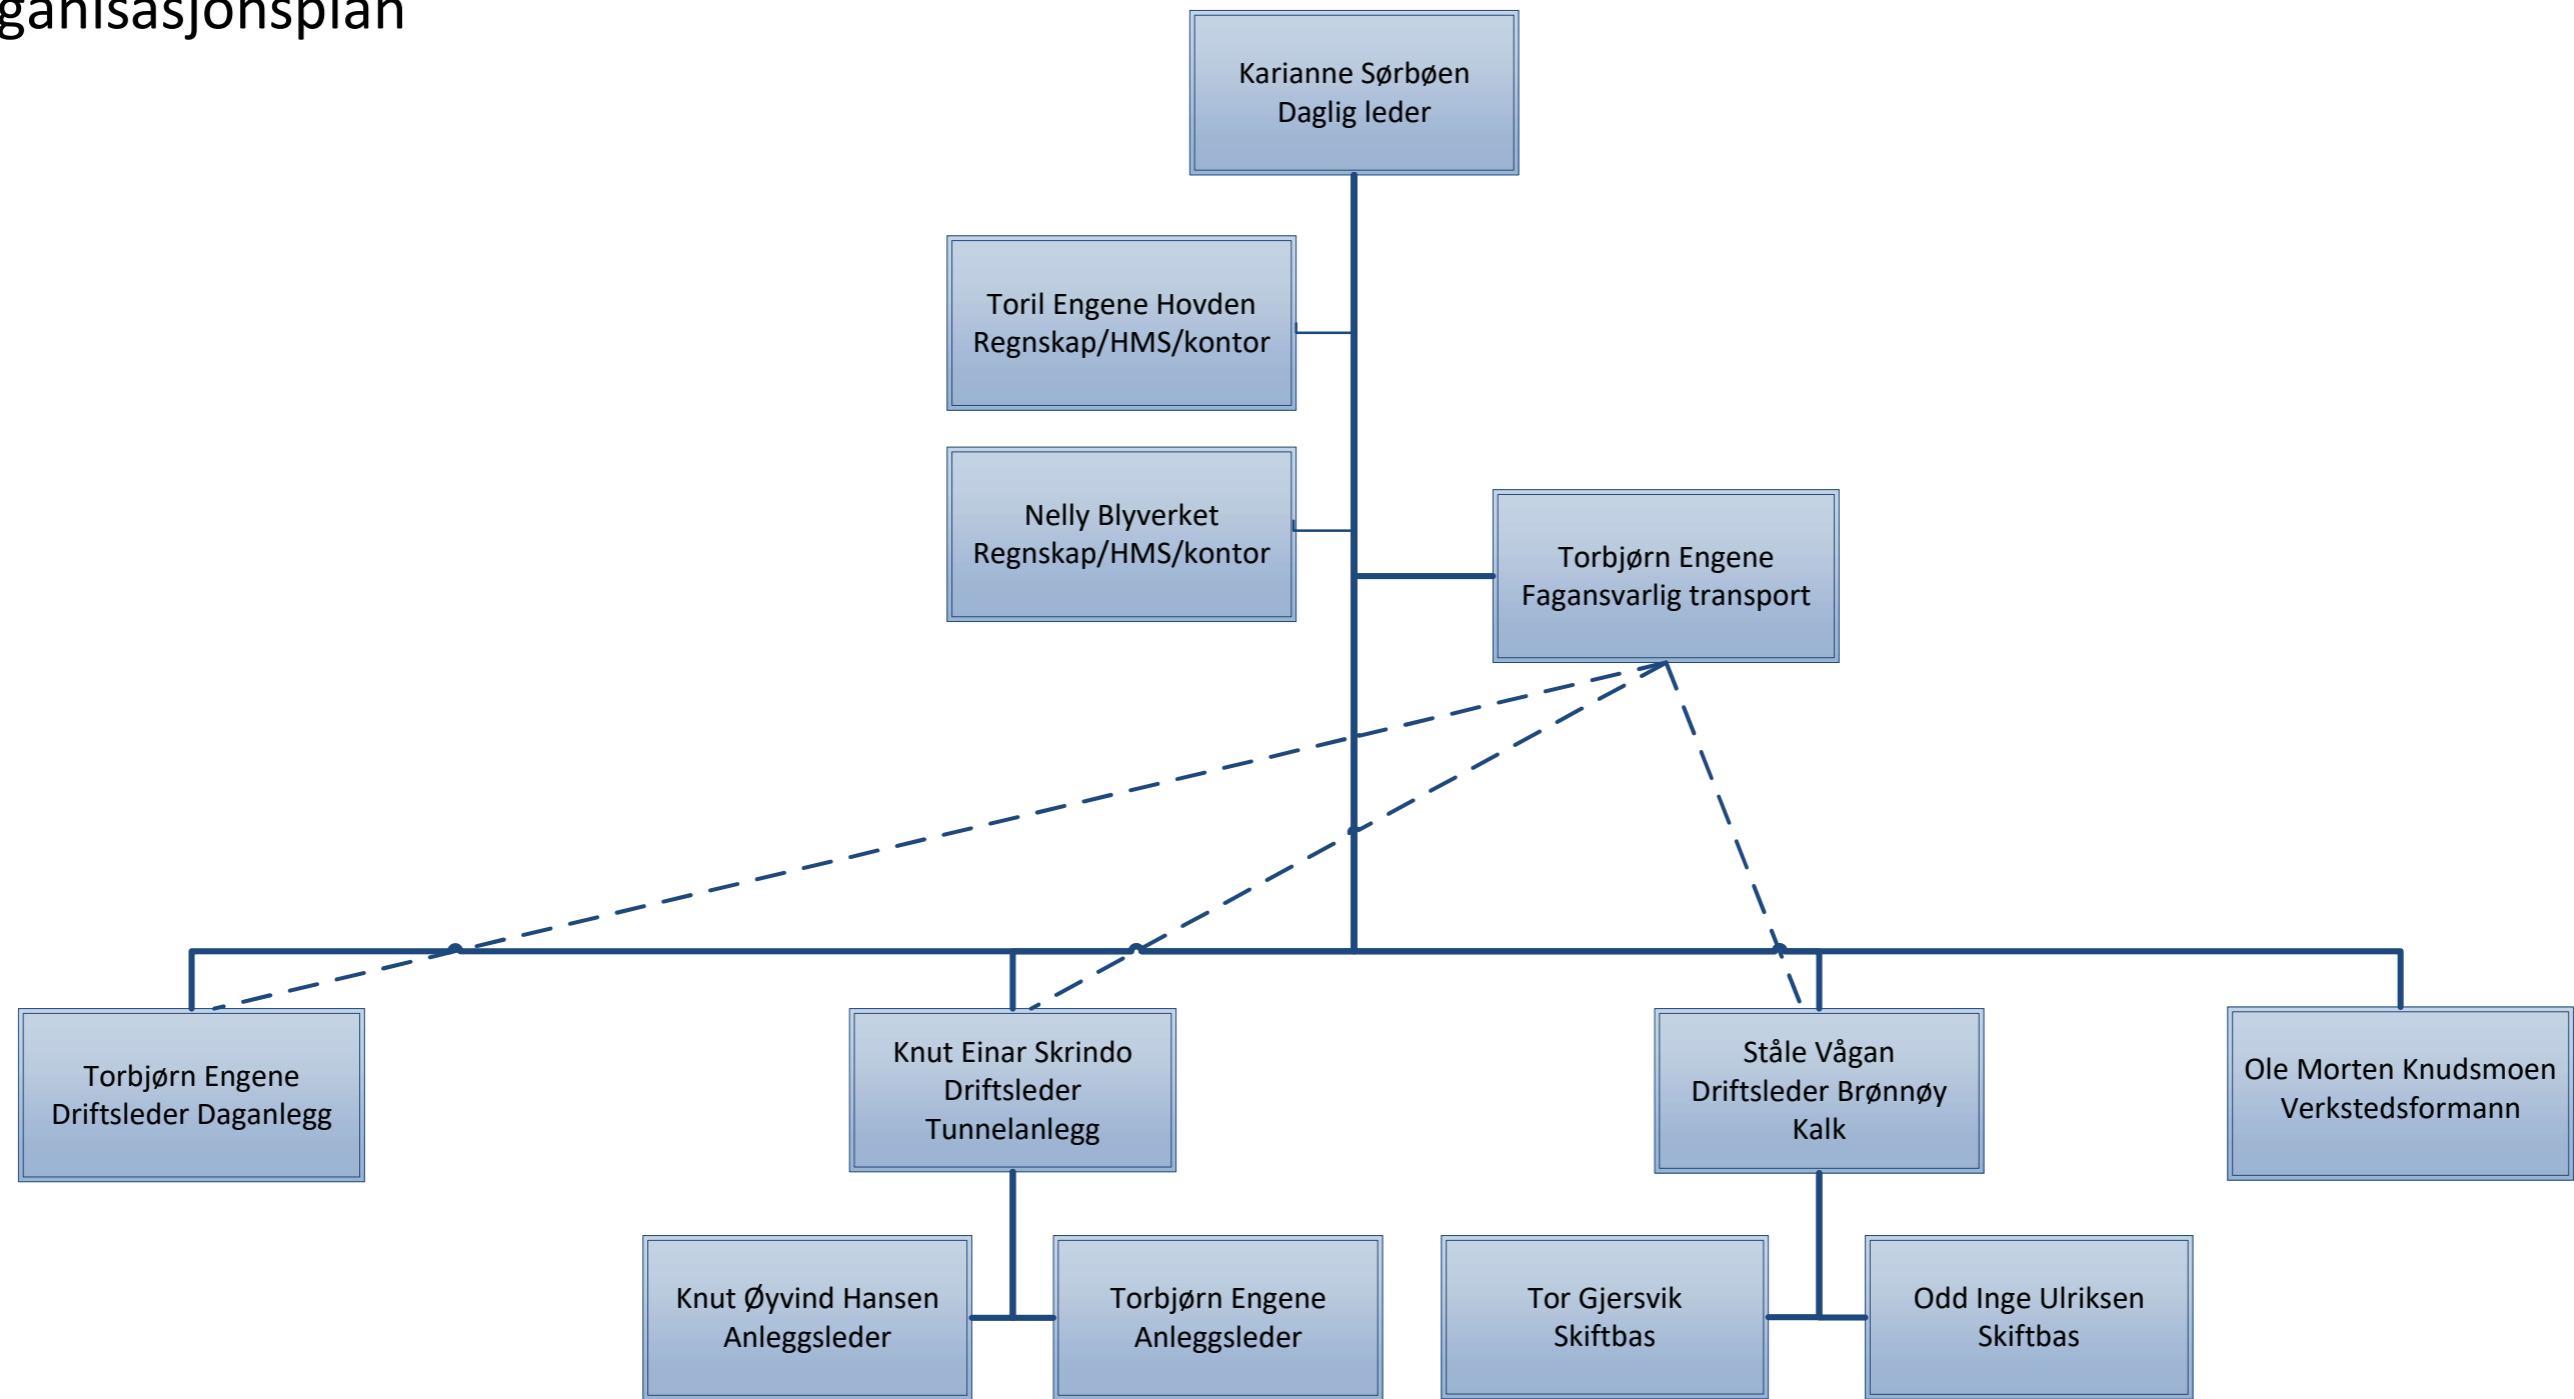 ganisasjonsplan
Karianne Sørbøen
Daglig leder
Toril Engene Hovden
Regnskap/HMS/kontor
Nelly Blyverket
Regnskap/HMS/kontor
Torbjørn Engene
Fagansvarlig transport
Torbjørn Engene
Driftsleder Daganlegg
Knut Einar Skrindo
Driftsleder
Tunnelanlegg
Ståle Vågan
Driftsleder Brønnøy
Kalk
Ole Morten Knudsmoen
Verkstedsformann
Knut Øyvind Hansen
Anleggsleder
Torbjørn Engene
Anleggsleder
Tor Gjersvik
Skiftbas
Odd Inge Ulriksen
Skiftbas